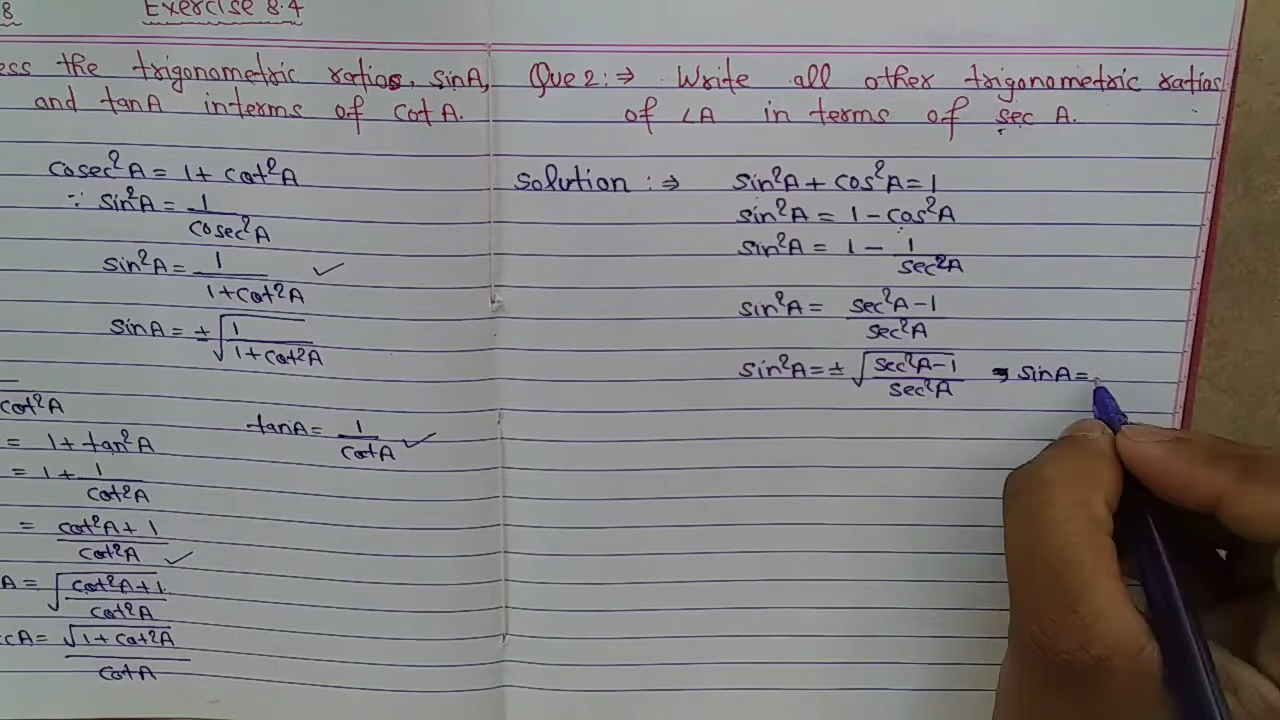 8 Exercise 8.4
ess the trigonometric ratios, sinA,
and tanA interms of cot A.
cosec²A = 1 + cot²A
∵ sin²A = 1/cosec²A
sin²A = 1/1+cot²A ✓
sinA = ± √1/1+cot²A
cot²A
= 1 + tan²A
= 1 + 1/cot²A
= cot²A + 1/cot²A ✓
A = √cot²A+1/cot²A
cA = √1+cot²A/cotA
tanA = 1/cotA ✓
Que 2: ⇒ Write all other trigonometric ratios
of ∠A in terms of sec A.
Solution : ⇒ sin²A + cos²A = 1
sin²A = 1 - cos²A
sin²A = 1 - 1/sec²A
sin²A = sec²A - 1/sec²A
sin²A = ± √sec²A-1/sec²A ⇒ sinA =